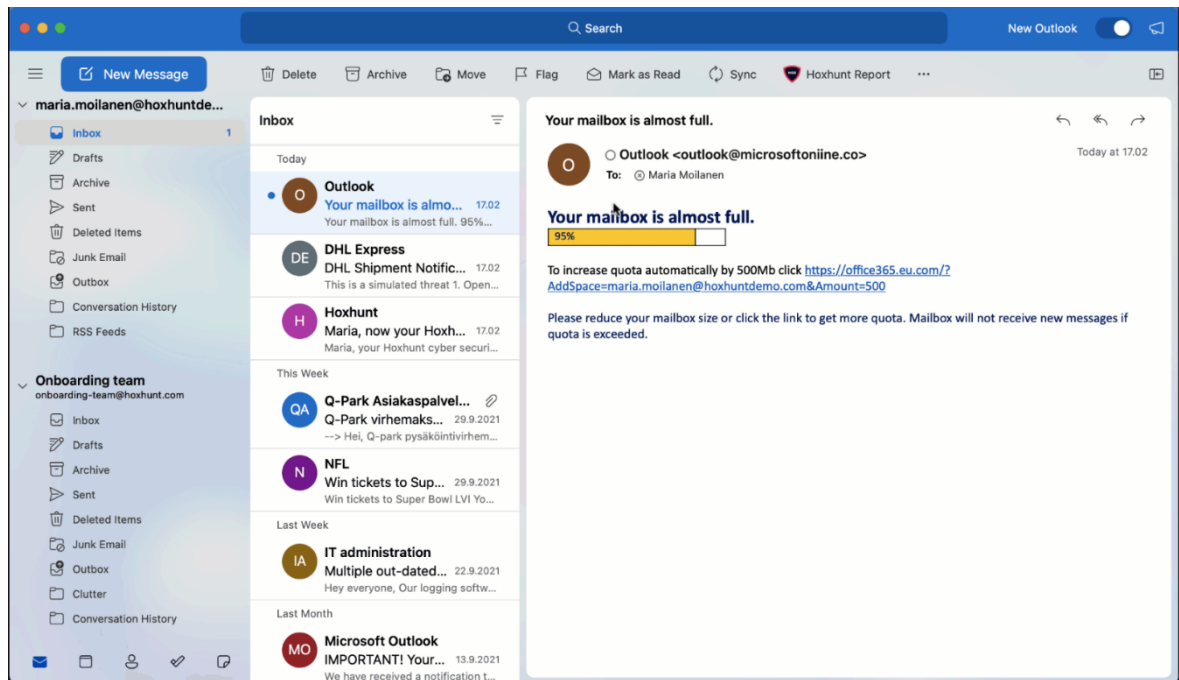 Search
New Outlook
New Message
Delete
Archive
Move
Flag
Mark as Read
Sync
Hoxhunt Report
...
maria.moilanen@hoxhuntde...
Inbox 1
Drafts
Archive
Sent
Deleted Items
Junk Email
Outbox
Conversation History
RSS Feeds
Onboarding team
onboarding-team@hoxhunt.com
Inbox
Drafts
Archive
Sent
Deleted Items
Junk Email
Outbox
Clutter
Conversation History
Inbox
Today
O
Outlook
Your mailbox is almo... 17.02
Your mailbox is almost full. 95%...
DE
DHL Express
DHL Shipment Notific... 17.02
This is a simulated threat 1. Open...
H
Hoxhunt
Maria, now your Hoxh... 17.02
Maria, your Hoxhunt cyber securi...
This Week
QA
Q-Park Asiakaspalvel...
Q-Park virhemaks... 29.9.2021
--> Hei, Q-park pysäköintivirhem...
N
NFL
Win tickets to Sup... 29.9.2021
Win tickets to Super Bowl LVI Yo...
Last Week
IA
IT administration
Multiple out-dated... 22.9.2021
Hey everyone, Our logging softw...
Last Month
MO
Microsoft Outlook
IMPORTANT! Your... 13.9.2021
We have received a notification t...
Your mailbox is almost full.
O
Outlook <outlook@microsoftoniine.co>
Today at 17.02
To: Maria Moilanen
Your mailbox is almost full.
95%
To increase quota automatically by 500Mb click https://office365.eu.com/?
AddSpace=maria.moilanen@hoxhuntdemo.com&Amount=500
Please reduce your mailbox size or click the link to get more quota. Mailbox will not receive new messages if
quota is exceeded.